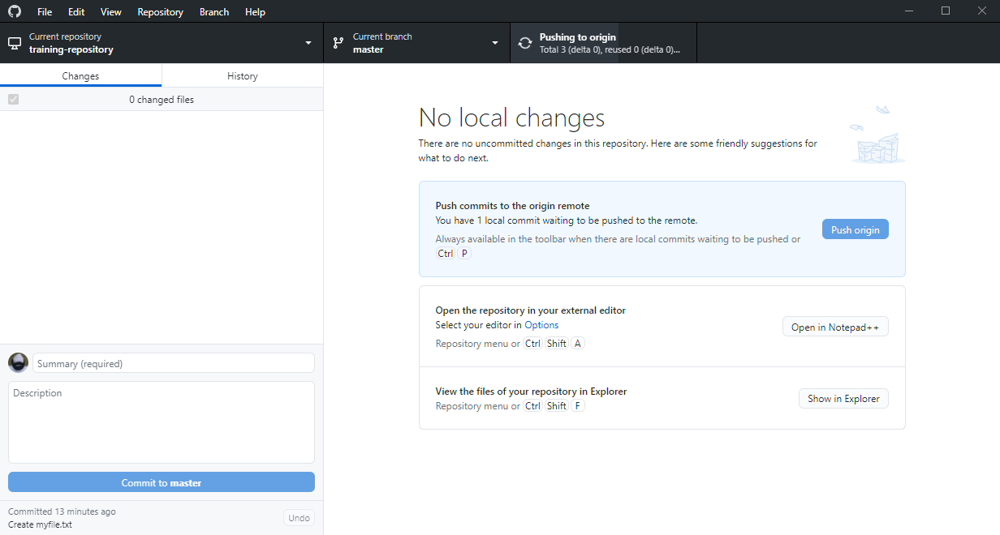 File Edit View Repository Branch Help
Current repository
training-repository
Current branch
master
Pushing to origin
Total 3 (delta 0), reused 0 (delta 0)...
Changes
History
0 changed files
No local changes
There are no uncommitted changes in this repository. Here are some friendly suggestions for
what to do next.
Push commits to the origin remote
You have 1 local commit waiting to be pushed to the remote.
Always available in the toolbar when there are local commits waiting to be pushed or
Ctrl P
Push origin
Open the repository in your external editor
Select your editor in Options
Repository menu or Ctrl Shift A
Open in Notepad++
View the files of your repository in Explorer
Repository menu or Ctrl Shift F
Show in Explorer
Summary (required)
Description
Commit to master
Committed 13 minutes ago
Create myfile.txt
Undo